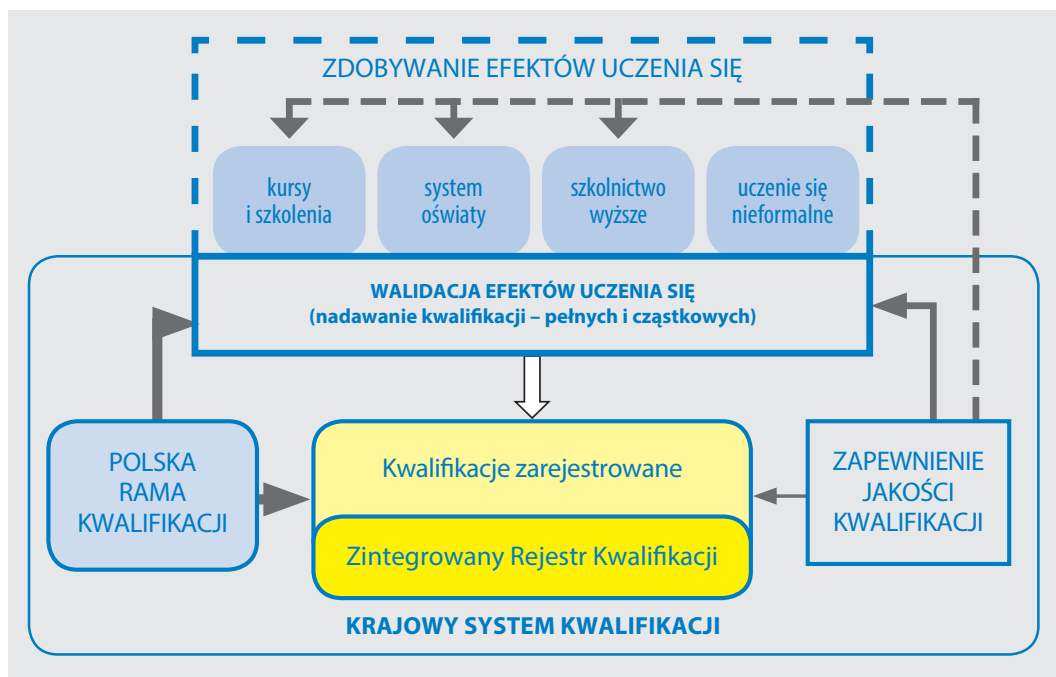 ZDOBYWANIE EFEKTÓW UCZENIA SIĘ
kursy
i szkolenia
system
oświaty
szkolnictwo
wyższe
uczenie się
nieformalne
WALIDACJA EFEKTÓW UCZENIA SIĘ
(nadawanie kwalifikacji – pełnych i cząstkowych)
POLSKA
RAMA
KWALIFIKACJI
Kwalifikacje zarejestrowane
Zintegrowany Rejestr Kwalifikacji
ZAPEWNIENIE
JAKOŚCI
KWALIFIKACJI
KRAJOWY SYSTEM KWALIFIKACJI